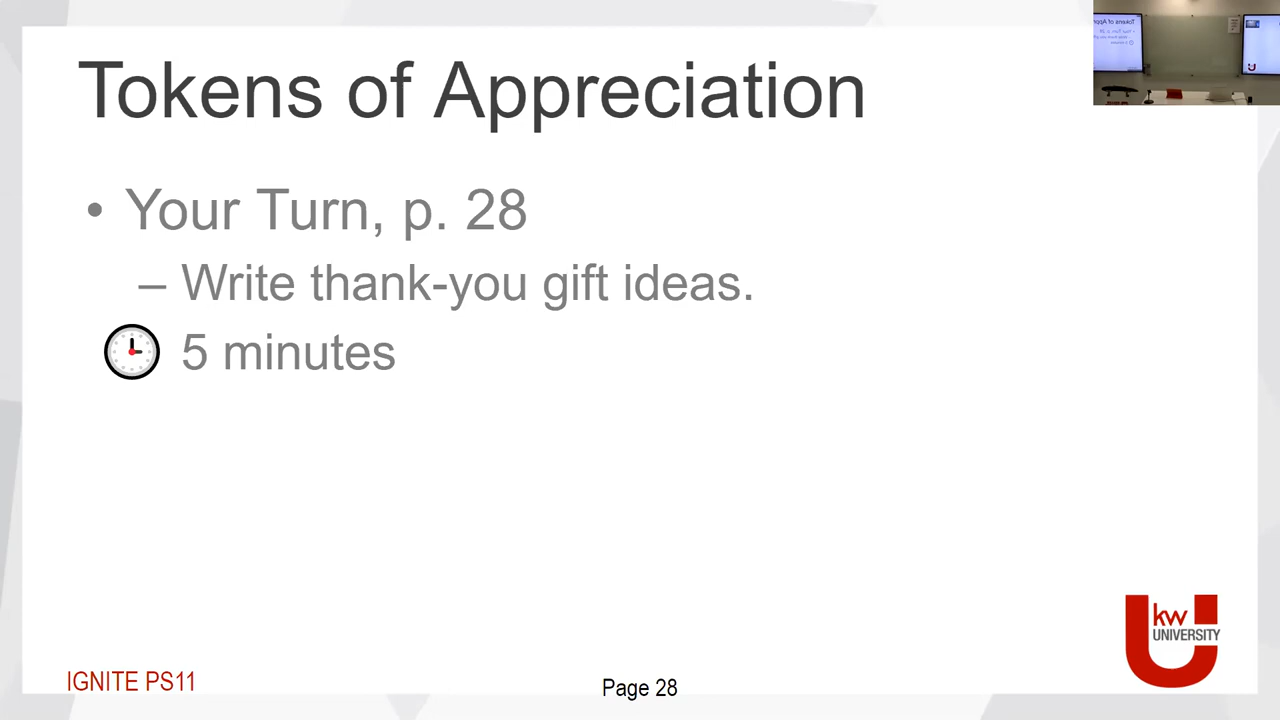 Tokens of Appreciation
• Your Turn, p. 28
– Write thank-you gift ideas.
5 minutes
kw
UNIVERSITY
IGNITE PS11
Page 28